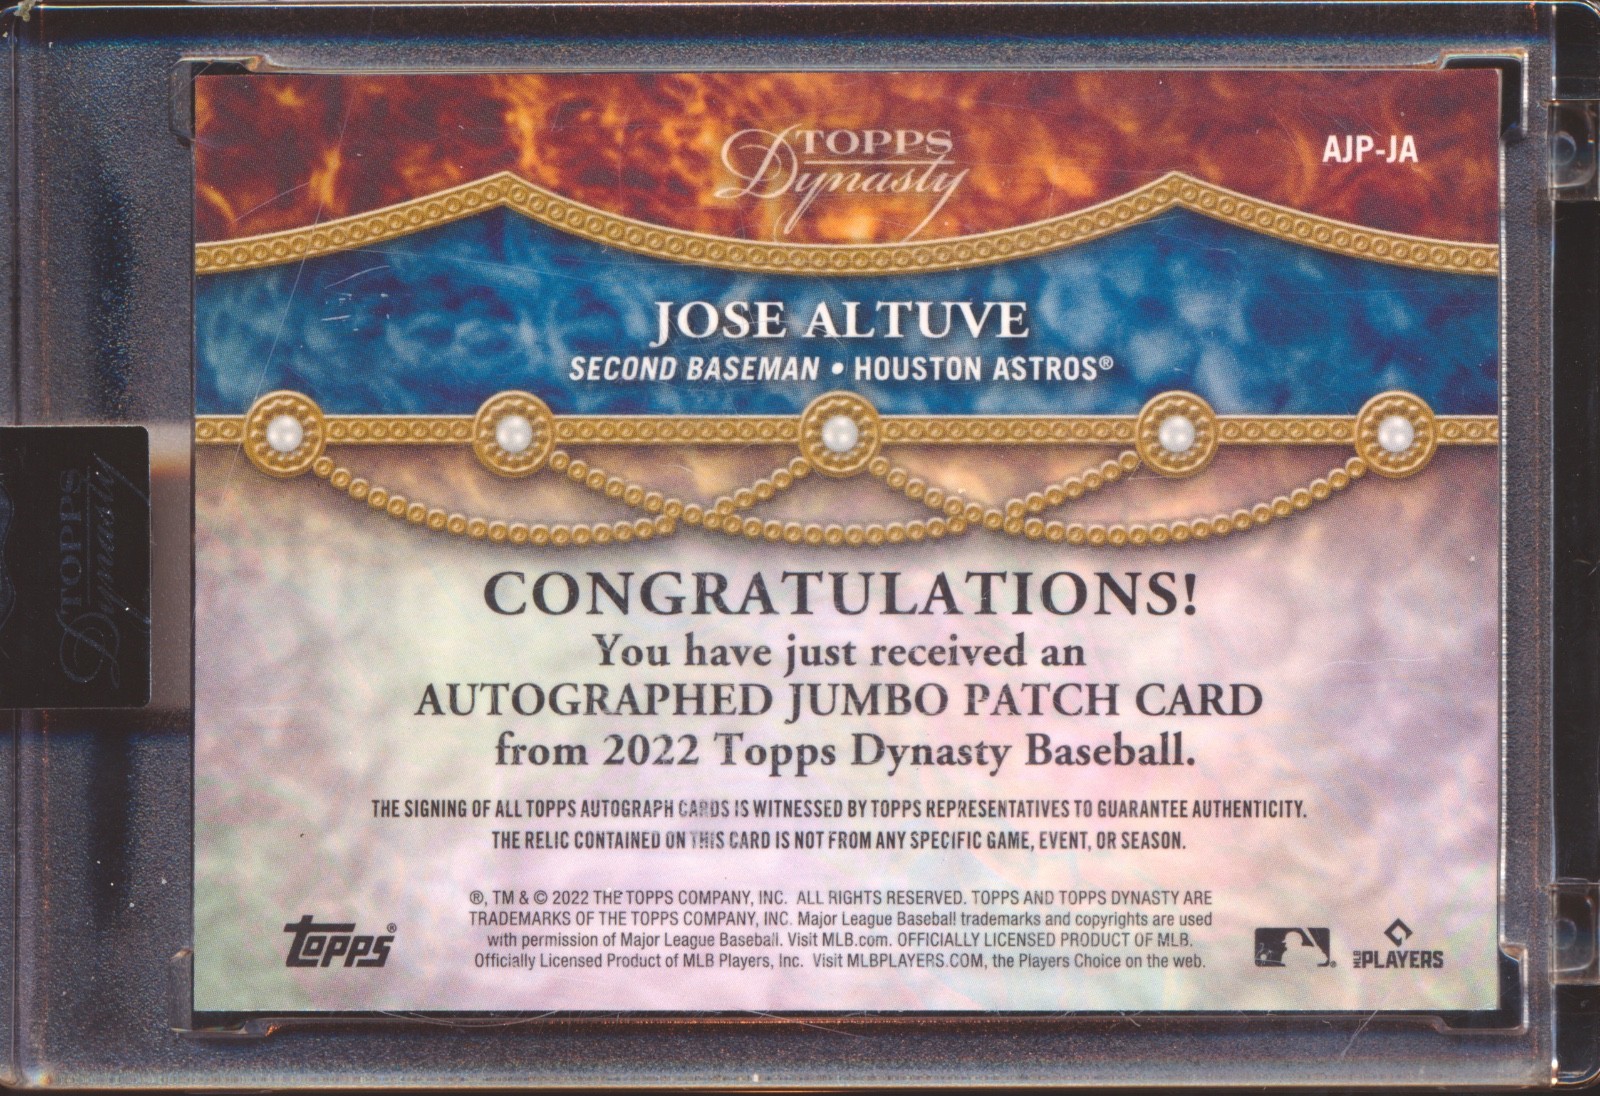 TOPPS
Dynasty
AJP-JA
JOSE ALTUVE
SECOND BASEMAN • HOUSTON ASTROS®
TOPPS
Dynasty
CONGRATULATIONS!
You have just received an
AUTOGRAPHED JUMBO PATCH CARD
from 2022 Topps Dynasty Baseball.
THE SIGNING OF ALL TOPPS AUTOGRAPH CARDS IS WITNESSED BY TOPPS REPRESENTATIVES TO GUARANTEE AUTHENTICITY.
THE RELIC CONTAINED ON THIS CARD IS NOT FROM ANY SPECIFIC GAME, EVENT, OR SEASON.
®, TM & © 2022 THE TOPPS COMPANY, INC. ALL RIGHTS RESERVED. TOPPS AND TOPPS DYNASTY ARE
TRADEMARKS OF THE TOPPS COMPANY, INC. Major League Baseball trademarks and copyrights are used
with permission of Major League Baseball. Visit MLB.com. OFFICIALLY LICENSED PRODUCT OF MLB.
Officially Licensed Product of MLB Players, Inc. Visit MLBPLAYERS.COM, the Players Choice on the web.
topps®
MLB PLAYERS